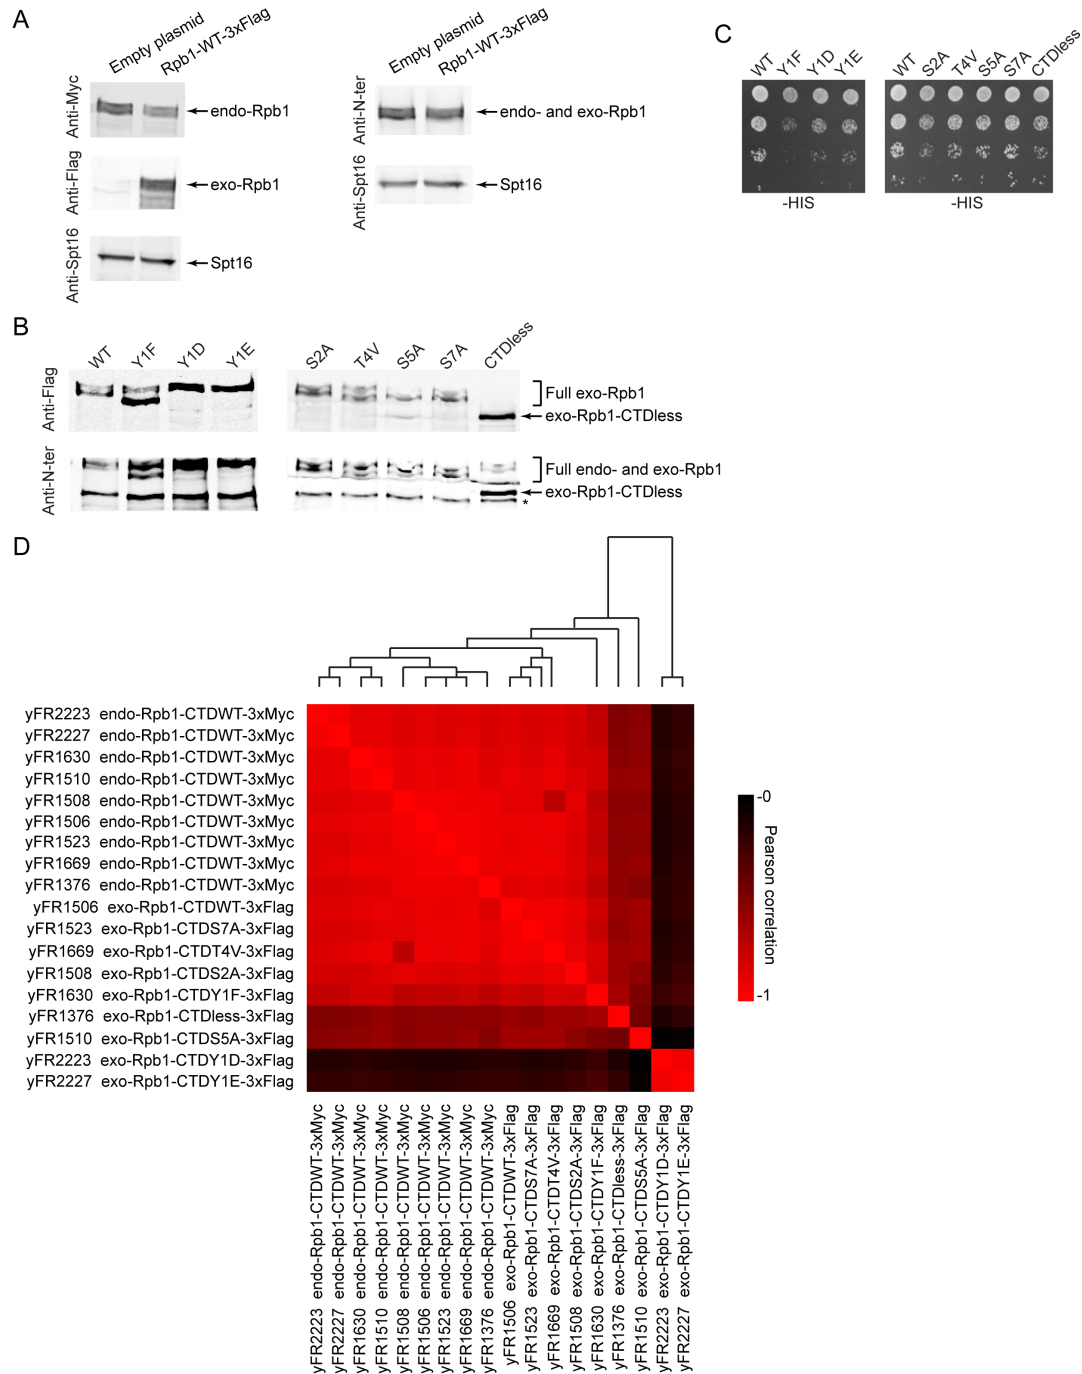 A
Empty plasmid
Rpb1-WT-3xFlag
Anti-Myc
endo-Rpb1
Anti-Flag
exo-Rpb1
Anti-Spt16
Spt16
Empty plasmid
Rpb1-WT-3xFlag
Anti-N-ter
endo- and exo-Rpb1
Anti-Spt16
Spt16
C
WT Y1F Y1D Y1E
-HIS
WT S2A T4V S5A S7A CTDless
-HIS
B
WT Y1F Y1D Y1E
S2A T4V S5A S7A CTDless
Anti-Flag
Full exo-Rpb1
exo-Rpb1-CTDless
Anti-N-ter
Full endo- and exo-Rpb1
exo-Rpb1-CTDless
*
D
yFR2223 endo-Rpb1-CTDWT-3xMyc
yFR2227 endo-Rpb1-CTDWT-3xMyc
yFR1630 endo-Rpb1-CTDWT-3xMyc
yFR1510 endo-Rpb1-CTDWT-3xMyc
yFR1508 endo-Rpb1-CTDWT-3xMyc
yFR1506 endo-Rpb1-CTDWT-3xMyc
yFR1523 endo-Rpb1-CTDWT-3xMyc
yFR1669 endo-Rpb1-CTDWT-3xMyc
yFR1376 endo-Rpb1-CTDWT-3xMyc
yFR1506 exo-Rpb1-CTDWT-3xFlag
yFR1523 exo-Rpb1-CTDS7A-3xFlag
yFR1669 exo-Rpb1-CTDT4V-3xFlag
yFR1508 exo-Rpb1-CTDS2A-3xFlag
yFR1630 exo-Rpb1-CTDY1F-3xFlag
yFR1376 exo-Rpb1-CTDless-3xFlag
yFR1510 exo-Rpb1-CTDS5A-3xFlag
yFR2223 exo-Rpb1-CTDY1D-3xFlag
yFR2227 exo-Rpb1-CTDY1E-3xFlag
-0
Pearson correlation
-1
yFR2223 endo-Rpb1-CTDWT-3xMyc
yFR2227 endo-Rpb1-CTDWT-3xMyc
yFR1630 endo-Rpb1-CTDWT-3xMyc
yFR1510 endo-Rpb1-CTDWT-3xMyc
yFR1508 endo-Rpb1-CTDWT-3xMyc
yFR1506 endo-Rpb1-CTDWT-3xMyc
yFR1523 endo-Rpb1-CTDWT-3xMyc
yFR1669 endo-Rpb1-CTDWT-3xMyc
yFR1376 endo-Rpb1-CTDWT-3xMyc
yFR1506 exo-Rpb1-CTDWT-3xFlag
yFR1523 exo-Rpb1-CTDS7A-3xFlag
yFR1669 exo-Rpb1-CTDT4V-3xFlag
yFR1508 exo-Rpb1-CTDS2A-3xFlag
yFR1630 exo-Rpb1-CTDY1F-3xFlag
yFR1376 exo-Rpb1-CTDless-3xFlag
yFR1510 exo-Rpb1-CTDS5A-3xFlag
yFR2223 exo-Rpb1-CTDY1D-3xFlag
yFR2227 exo-Rpb1-CTDY1E-3xFlag